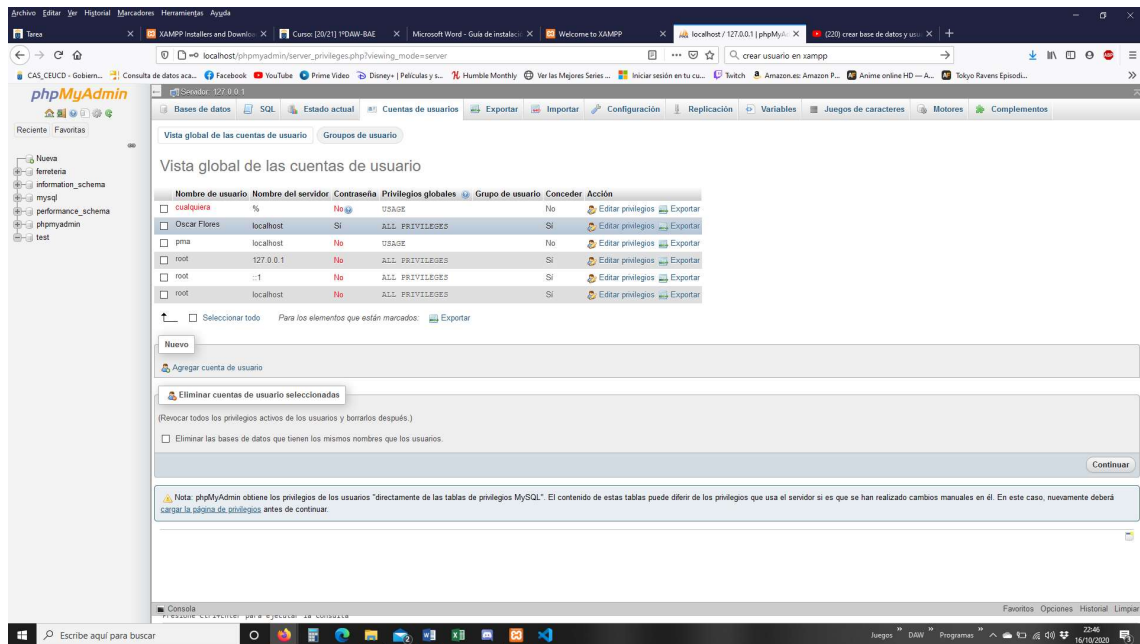 Archivo Editar Ver Historial Marcadores Herramientas Ayuda
Tarea
XAMPP Installers and Downloa
Curso: [20/21] 1ºDAW-BAE
Microsoft Word - Guía de instalació
Welcome to XAMPP
localhost / 127.0.0.1 | phpMyA
(220) crear base de datos y usu
localhost/phpmyadmin/server_privileges.php?viewing_mode=server
crear usuario en xampp
CAS_CEUCD - Gobiern...
Consulta de datos aca...
Facebook
YouTube
Prime Video
Disney+ | Películas y s...
Humble Monthly
Ver las Mejores Series ...
Iniciar sesión en tu cu...
Twitch
Amazon.es: Amazon P...
Anime online HD — A...
Tokyo Ravens Episodi...
phpMyAdmin
Reciente Favoritas
Nueva
ferreteria
information_schema
mysql
performance_schema
phpmyadmin
test
Servidor: 127.0.0.1
Bases de datos SQL Estado actual Cuentas de usuarios Exportar Importar Configuración Replicación Variables Juegos de caracteres Motores Complementos
Vista global de las cuentas de usuario Groupos de usuario
Vista global de las cuentas de usuario
Nombre de usuario Nombre del servidor Contraseña Privilegios globales Grupo de usuario Conceder Acción
cualquiera % No USAGE No Editar privilegios Exportar
Oscar Flores localhost Sí ALL PRIVILEGES Sí Editar privilegios Exportar
pma localhost No USAGE No Editar privilegios Exportar
root 127.0.0.1 No ALL PRIVILEGES Sí Editar privilegios Exportar
root ::1 No ALL PRIVILEGES Sí Editar privilegios Exportar
root localhost No ALL PRIVILEGES Sí Editar privilegios Exportar
Seleccionar todo Para los elementos que están marcados: Exportar
Nuevo
Agregar cuenta de usuario
Eliminar cuentas de usuario seleccionadas
(Revocar todos los privilegios activos de los usuarios y borrarlos después.)
Eliminar las bases de datos que tienen los mismos nombres que los usuarios.
Continuar
Nota: phpMyAdmin obtiene los privilegios de los usuarios "directamente de las tablas de privilegios MySQL". El contenido de estas tablas puede diferir de los privilegios que usa el servidor si es que se han realizado cambios manuales en él. En este caso, nuevamente deberá
cargar la página de privilegios antes de continuar.
Consola
Favoritos Opciones Historial Limpiar
Presione Ctrl+Enter para ejecutar la consulta
Escribe aquí para buscar
Juegos » DAW » Programas »
22:46
16/10/2020